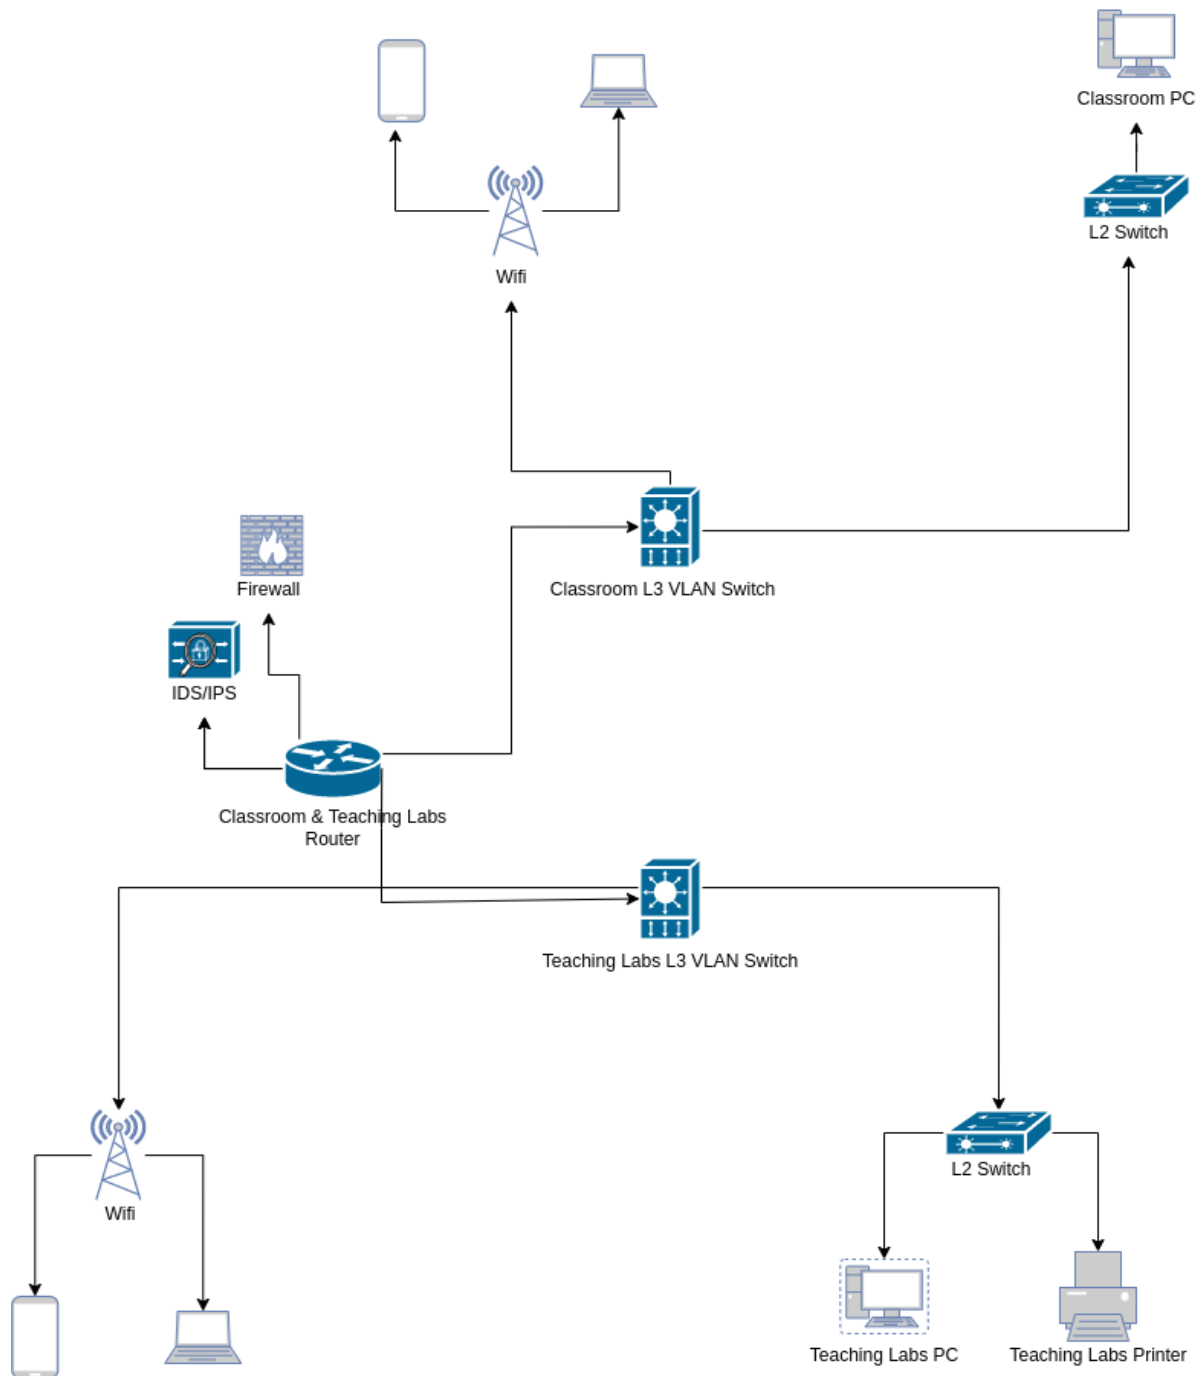 Classroom PC
L2 Switch
Wifi
Firewall
Classroom L3 VLAN Switch
IDS/IPS
Classroom & Teaching Labs
Router
Teaching Labs L3 VLAN Switch
L2 Switch
Wifi
Teaching Labs PC
Teaching Labs Printer